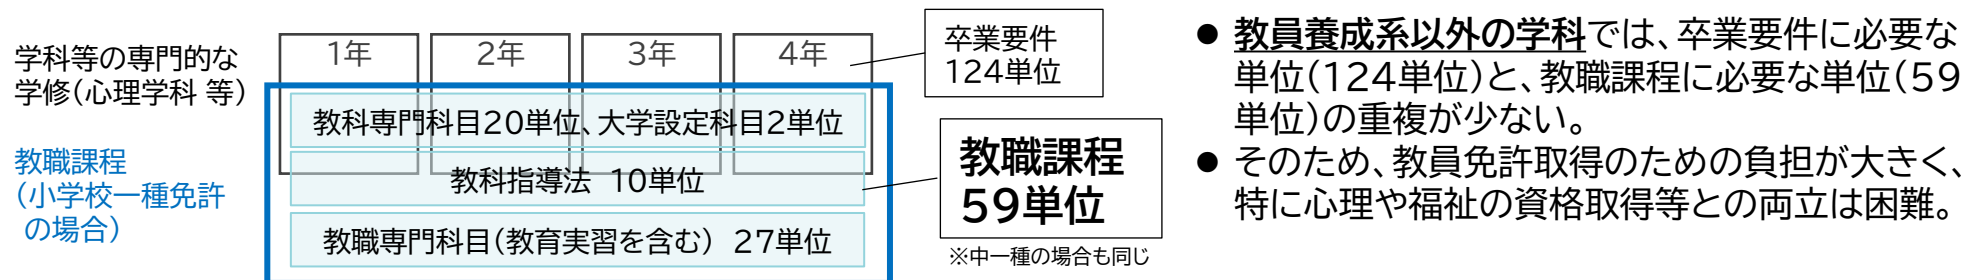 学科等の専門的な
学修(心理学科 等)
1年
2年
3年
4年
卒業要件
124単位
教職課程
(小学校一種免許
の場合)
教科専門科目20単位、大学設定科目2単位
教科指導法 10単位
教職専門科目(教育実習を含む) 27単位
教職課程
59単位
※中一種の場合も同じ
● 教員養成系以外の学科では、卒業要件に必要な
単位(124単位)と、教職課程に必要な単位(59
単位)の重複が少ない。
● そのため、教員免許取得のための負担が大きく、
特に心理や福祉の資格取得等との両立は困難。